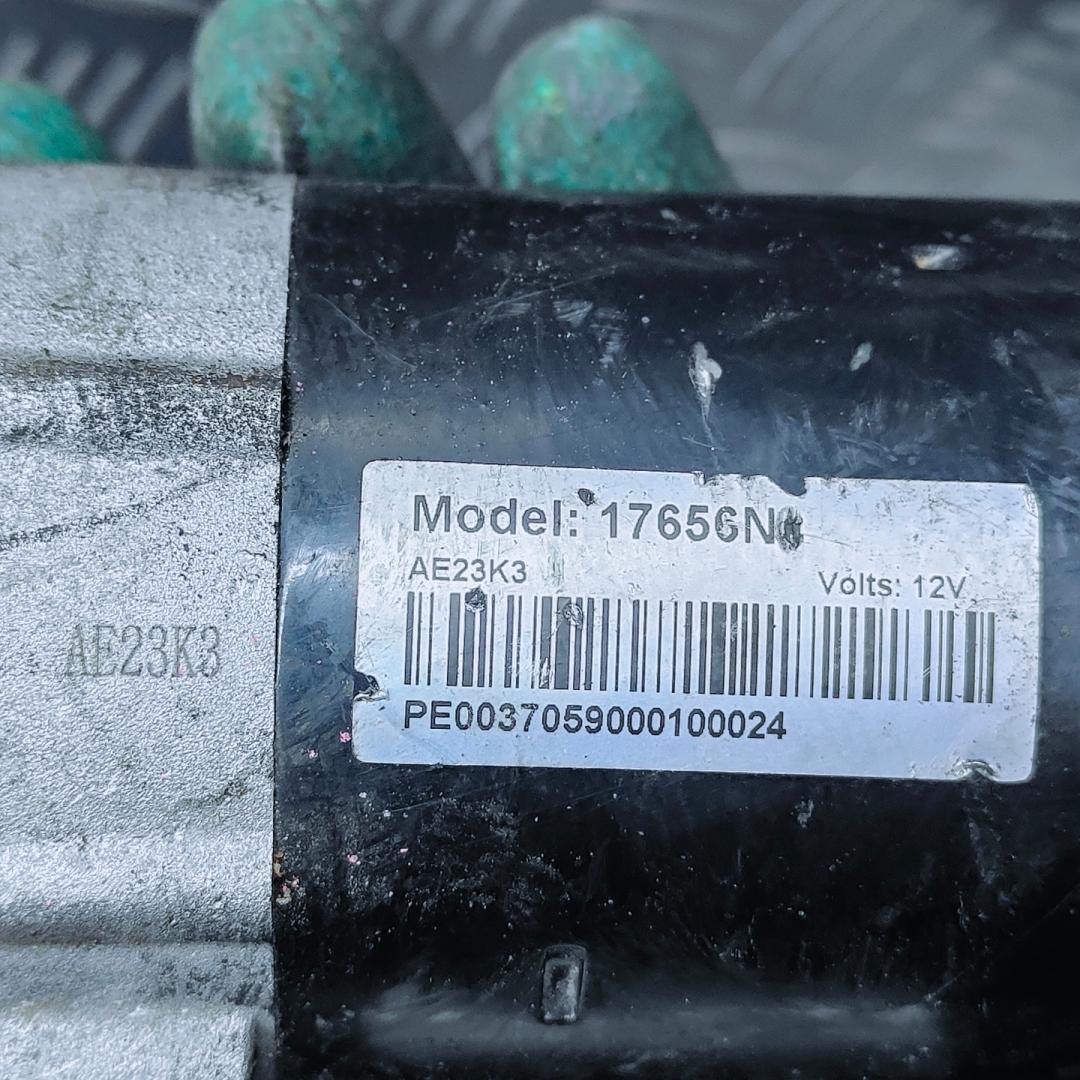 Model: 17656N
AE23K3
Volts: 12V
AE23K3
PE0037059000100024